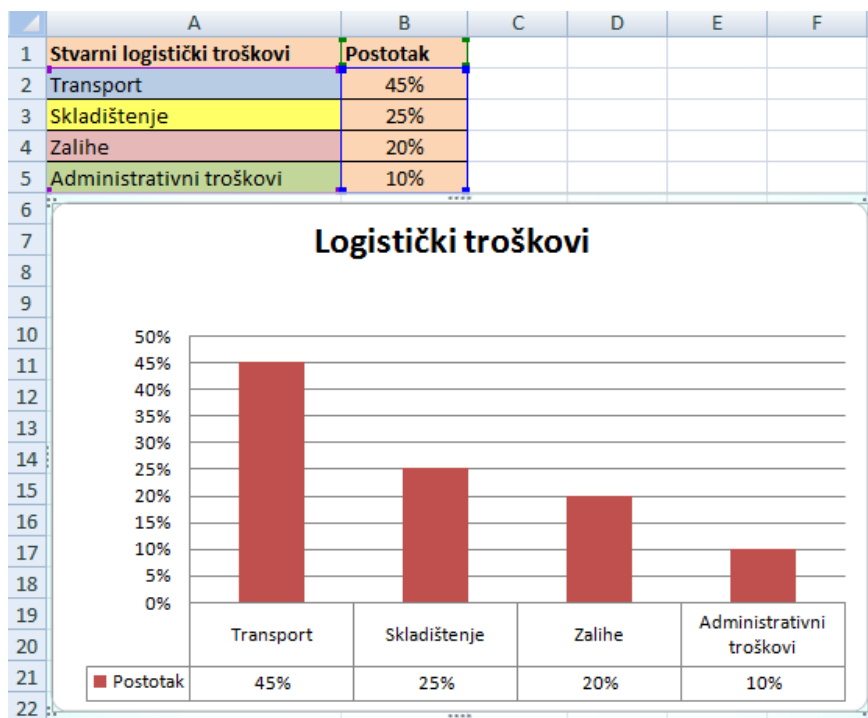 A B C D E F
1 Stvarni logistički troškovi Postotak
2 Transport 45%
3 Skladištenje 25%
4 Zalihe 20%
5 Administrativni troškovi 10%
6
7
8
9
10
11
12
13
14
15
16
17
18
19
20
21
22
Logistički troškovi
50%
45%
40%
35%
30%
25%
20%
15%
10%
5%
0%
Transport Skladištenje Zalihe Administrativni
troškovi
Postotak 45% 25% 20% 10%